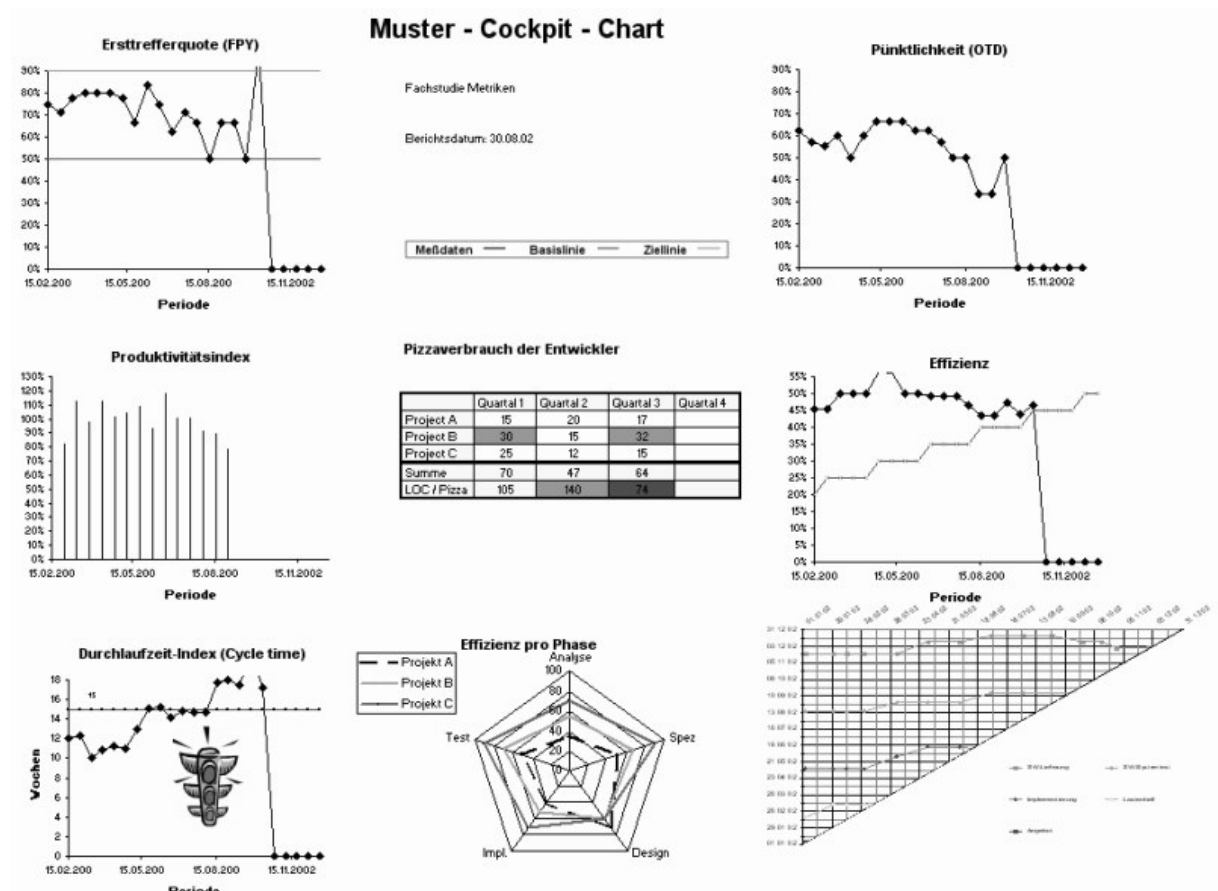 Muster - Cockpit - Chart
Ersttrefferquote (FPY)
90%
80%
70%
60%
50%
40%
30%
20%
10%
0%
15.02.200 15.05.200 15.08.200 15.11.2002
Periode
Fachstudie Metriken
Berichtsdatum: 30.08.02
Meßdaten Basislinie Ziellinie
Pünktlichkeit (OTD)
90%
80%
70%
60%
50%
40%
30%
20%
10%
0%
15.02.200 15.05.200 15.08.200 15.11.2002
Periode
Produktivitätsindex
130%
120%
110%
100%
90%
80%
70%
60%
50%
40%
30%
20%
10%
0%
15.02.200 15.05.200 15.08.200 15.11.2002
Periode
Pizzaverbrauch der Entwickler
Quartal 1 Quartal 2 Quartal 3 Quartal 4
Project A 15 20 17
Project B 30 15 32
Project C 25 12 15
Summe 70 47 64
LOC / Pizza 105 140 74
Effizienz
55%
50%
45%
40%
35%
30%
25%
20%
15%
10%
5%
0%
15.02.200 15.05.200 15.08.200 15.11.2002
Periode
Durchlaufzeit-Index (Cycle time)
Wochen
18
16
14
12
10
8
6
4
2
0
15
15.02.200 15.05.200 15.08.200 15.11.2002
Periode
Effizienz pro Phase
Projekt A
Projekt B
Projekt C
Analyse
100
80
60
40
20
0
Test
Spez
Impl.
Design
Implementierung
Angebot